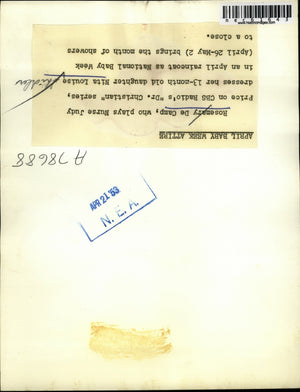 APRIL BABY WEEK ATTIRE
Rosemary De Camp, who plays Nurse Judy
Price on CBS Radio's "Dr. Christian" series,
dresses her 13-month old daughter Nita Louise
in an April raincoat as National Baby Week
(April 26-May 2) brings the month of showers
to a close.
A78688
APR 21 '53
N. E. A.